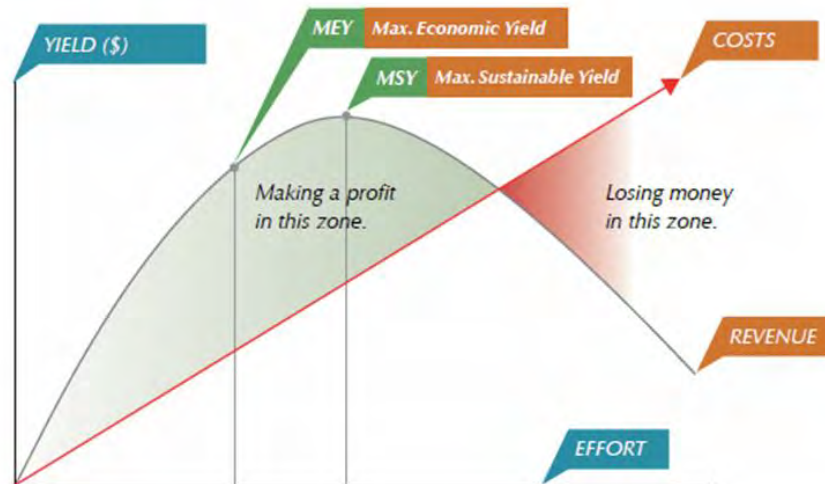 MEY Max. Economic Yield
YIELD ($)
COSTS
MSY Max. Sustainable Yield
Making a profit
in this zone.
Losing money
in this zone.
REVENUE
EFFORT